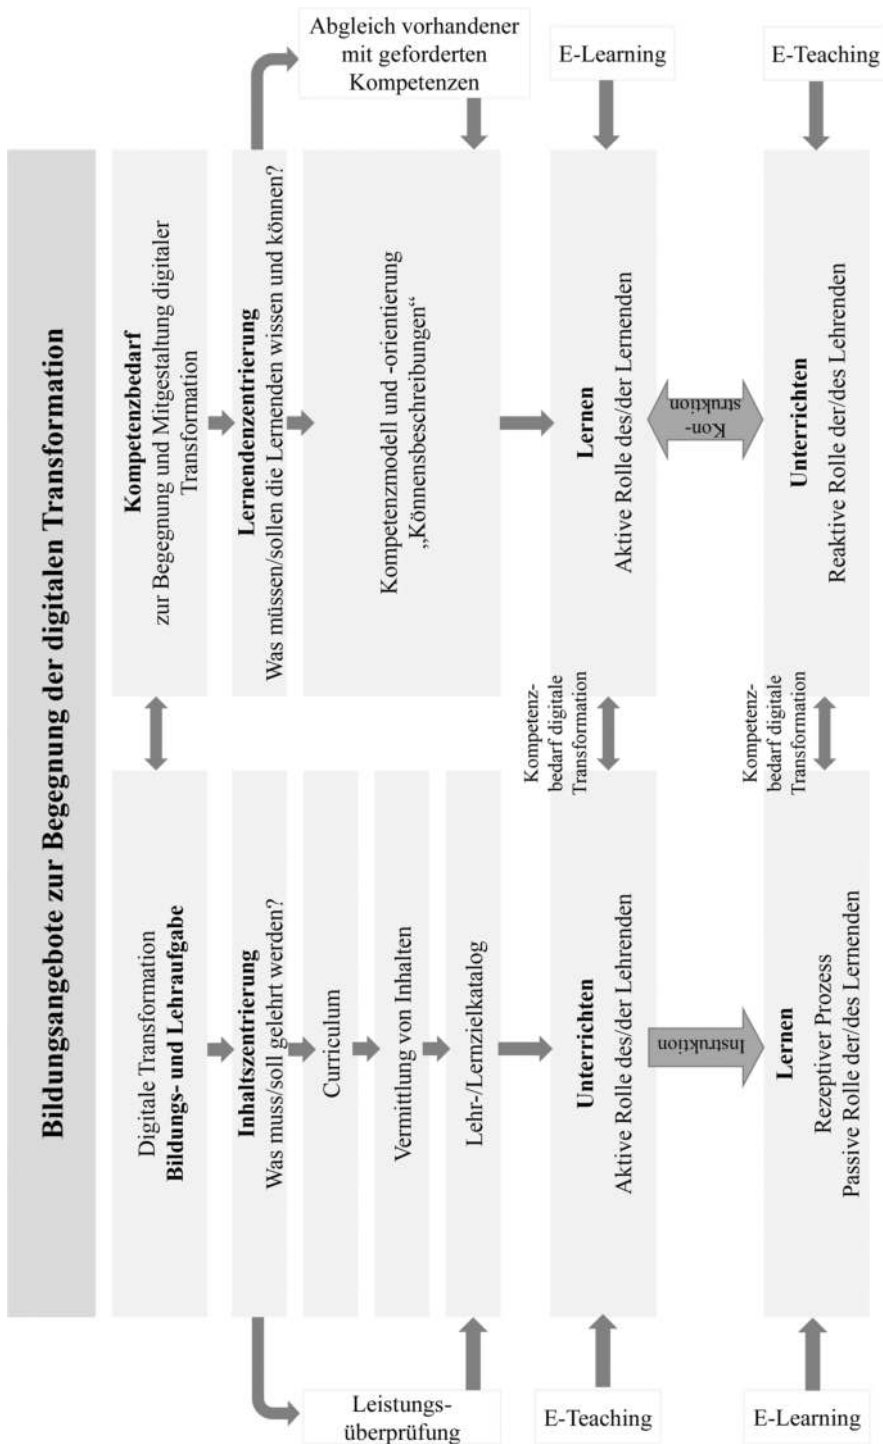 Bildungsangebote zur Begegnung der digitalen Transformation
Digitale Transformation
Bildungs- und Lehraufgabe
Kompetenzbedarf
zur Begegnung und Mitgestaltung digitaler
Transformation
Inhaltszentrierung
Was muss/soll gelehrt werden?
Lernendenzentrierung
Was müssen/sollen die Lernenden wissen und können?
Leistungs-
überprüfung
Curriculum
Vermittlung von Inhalten
Lehr-/Lernzielkatalog
Kompetenzmodell und -orientierung
„Könnensbeschreibungen“
Abgleich vorhandener
mit geforderten
Kompetenzen
E-Teaching
Unterrichten
Aktive Rolle des/der Lehrenden
Kompetenz-
bedarf digitale
Transformation
Lernen
Aktive Rolle des/der Lernenden
E-Learning
Instruktion
Kon-
struktion
E-Learning
Lernen
Rezeptiver Prozess
Passive Rolle der/des Lernenden
Kompetenz-
bedarf digitale
Transformation
Unterrichten
Reaktive Rolle der/des Lehrenden
E-Teaching